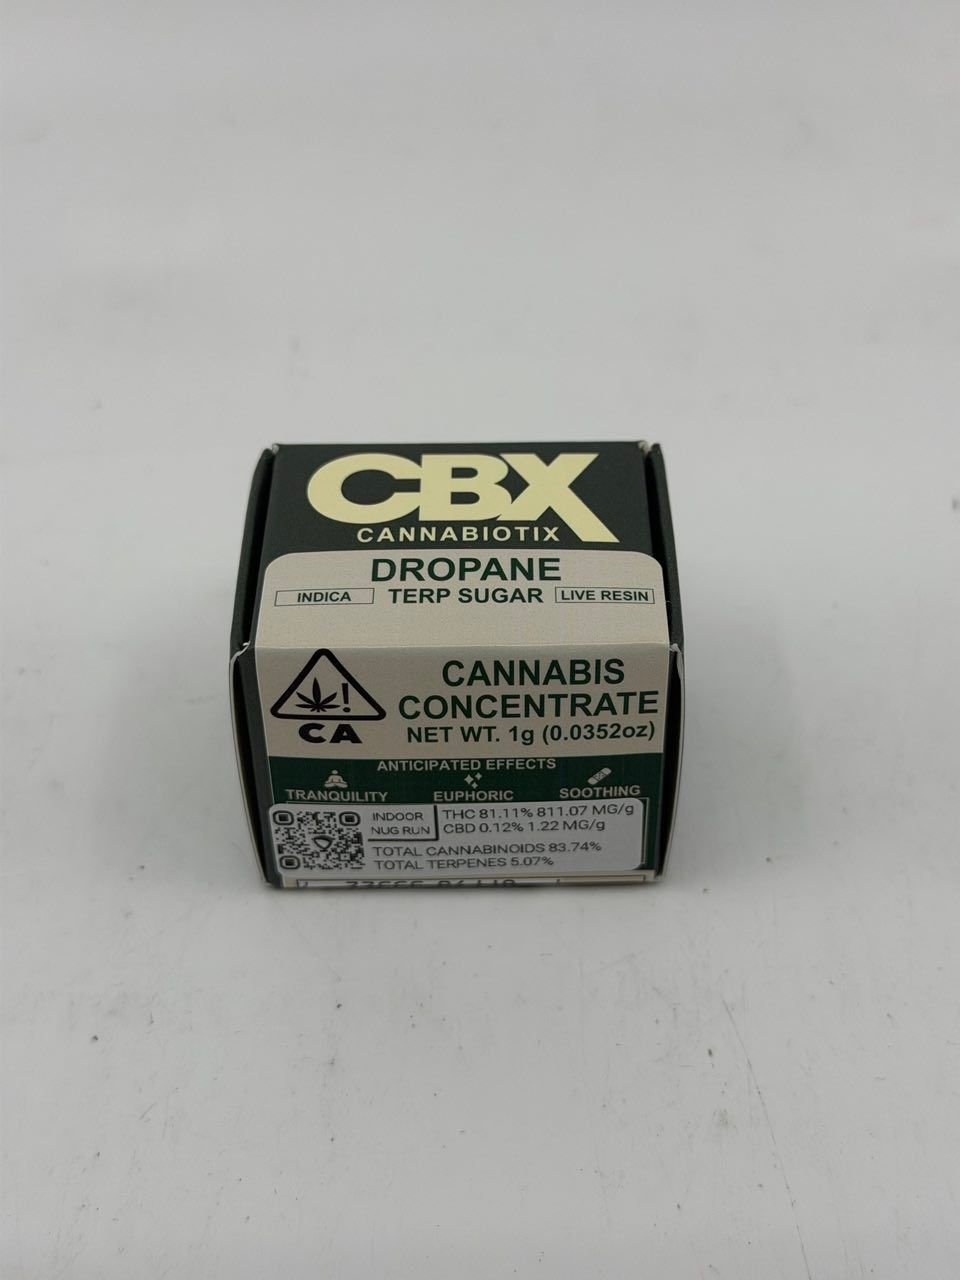 CBX
CANNABIOTIX
DROPANE
INDICA TERP SUGAR LIVE RESIN
CANNABIS
CONCENTRATE
CA NET WT. 1g (0.0352oz)
ANTICIPATED EFFECTS
TRANQUILITY EUPHORIC SOOTHING
INDOOR THC 81.11% 811.07 MG/g
NUG RUN CBD 0.12% 1.22 MG/g
TOTAL CANNABINOIDS 83.74%
TOTAL TERPENES 5.07%